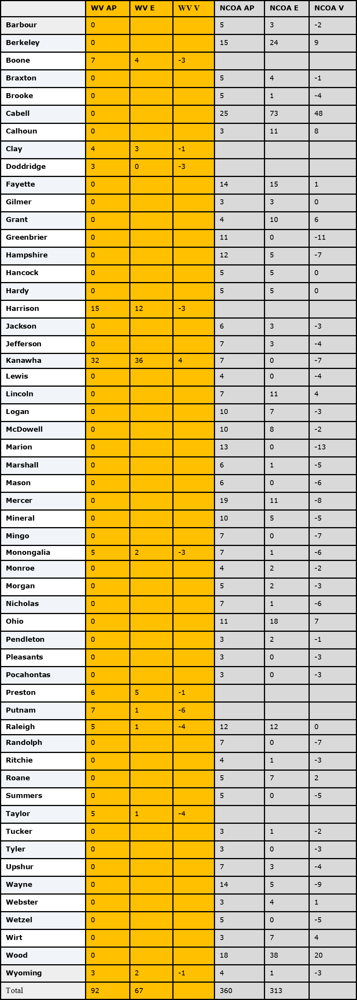 WV AP WV E WV V NCOA AP NCOA E NCOA V
Barbour 0 5 3 -2
Berkeley 0 15 24 9
Boone 7 4 -3
Braxton 0 5 4 -1
Brooke 0 5 1 -4
Cabell 0 25 73 48
Calhoun 0 3 11 8
Clay 4 3 -1
Doddridge 3 0 -3
Fayette 0 14 15 1
Gilmer 0 3 3 0
Grant 0 4 10 6
Greenbrier 0 11 0 -11
Hampshire 0 12 5 -7
Hancock 0 5 5 0
Hardy 0 5 5 0
Harrison 15 12 -3
Jackson 0 6 3 -3
Jefferson 0 7 3 -4
Kanawha 32 36 4 7 0 -7
Lewis 0 4 0 -4
Lincoln 0 7 11 4
Logan 0 10 7 -3
McDowell 0 10 8 -2
Marion 0 13 0 -13
Marshall 0 6 1 -5
Mason 0 6 0 -6
Mercer 0 19 11 -8
Mineral 0 10 5 -5
Mingo 0 7 0 -7
Monongalia 5 2 -3 7 1 -6
Monroe 0 4 2 -2
Morgan 0 5 2 -3
Nicholas 0 7 1 -6
Ohio 0 11 18 7
Pendleton 0 3 2 -1
Pleasants 0 3 0 -3
Pocahontas 0 3 0 -3
Preston 6 5 -1
Putnam 7 1 -6
Raleigh 5 1 -4 12 12 0
Randolph 0 7 0 -7
Ritchie 0 4 1 -3
Roane 0 5 7 2
Summers 0 5 0 -5
Taylor 5 1 -4
Tucker 0 3 1 -2
Tyler 0 3 0 -3
Upshur 0 7 3 -4
Wayne 0 14 5 -9
Webster 0 3 4 1
Wetzel 0 5 0 -5
Wirt 0 3 7 4
Wood 0 18 38 20
Wyoming 3 2 -1 4 1 -3
Total 92 67 360 313